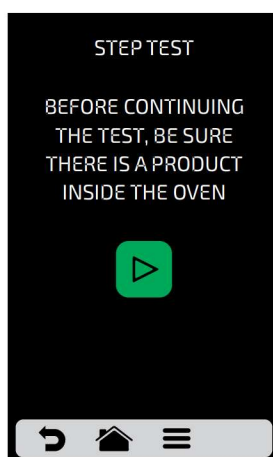 STEP TEST
BEFORE CONTINUING
THE TEST, BE SURE
THERE IS A PRODUCT
INSIDE THE OVEN